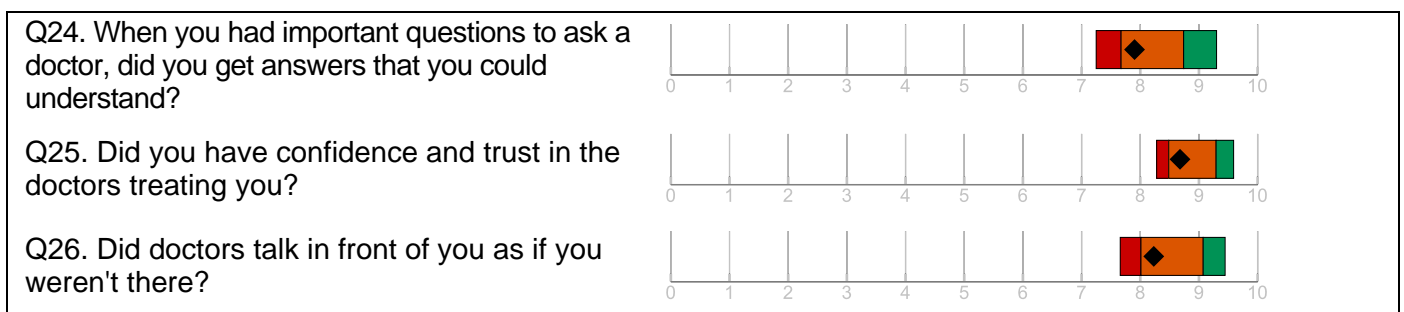 Q24. When you had important questions to ask a
doctor, did you get answers that you could
understand?
0 1 2 3 4 5 6 7 8 9 10
Q25. Did you have confidence and trust in the
doctors treating you?
0 1 2 3 4 5 6 7 8 9 10
Q26. Did doctors talk in front of you as if you
weren't there?
0 1 2 3 4 5 6 7 8 9 10